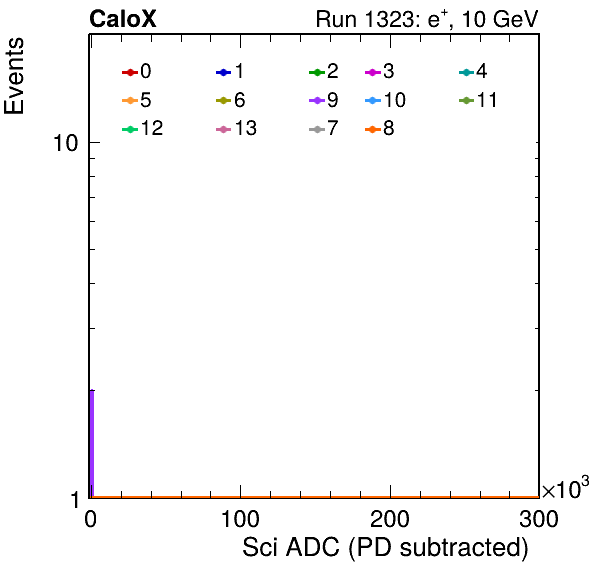 CaloX Run 1323: e⁺, 10 GeV
Events
0 1 2 3 4
5 6 9 10 11
12 13 7 8
10
1
×10³
0 100 200 300
Sci ADC (PD subtracted)